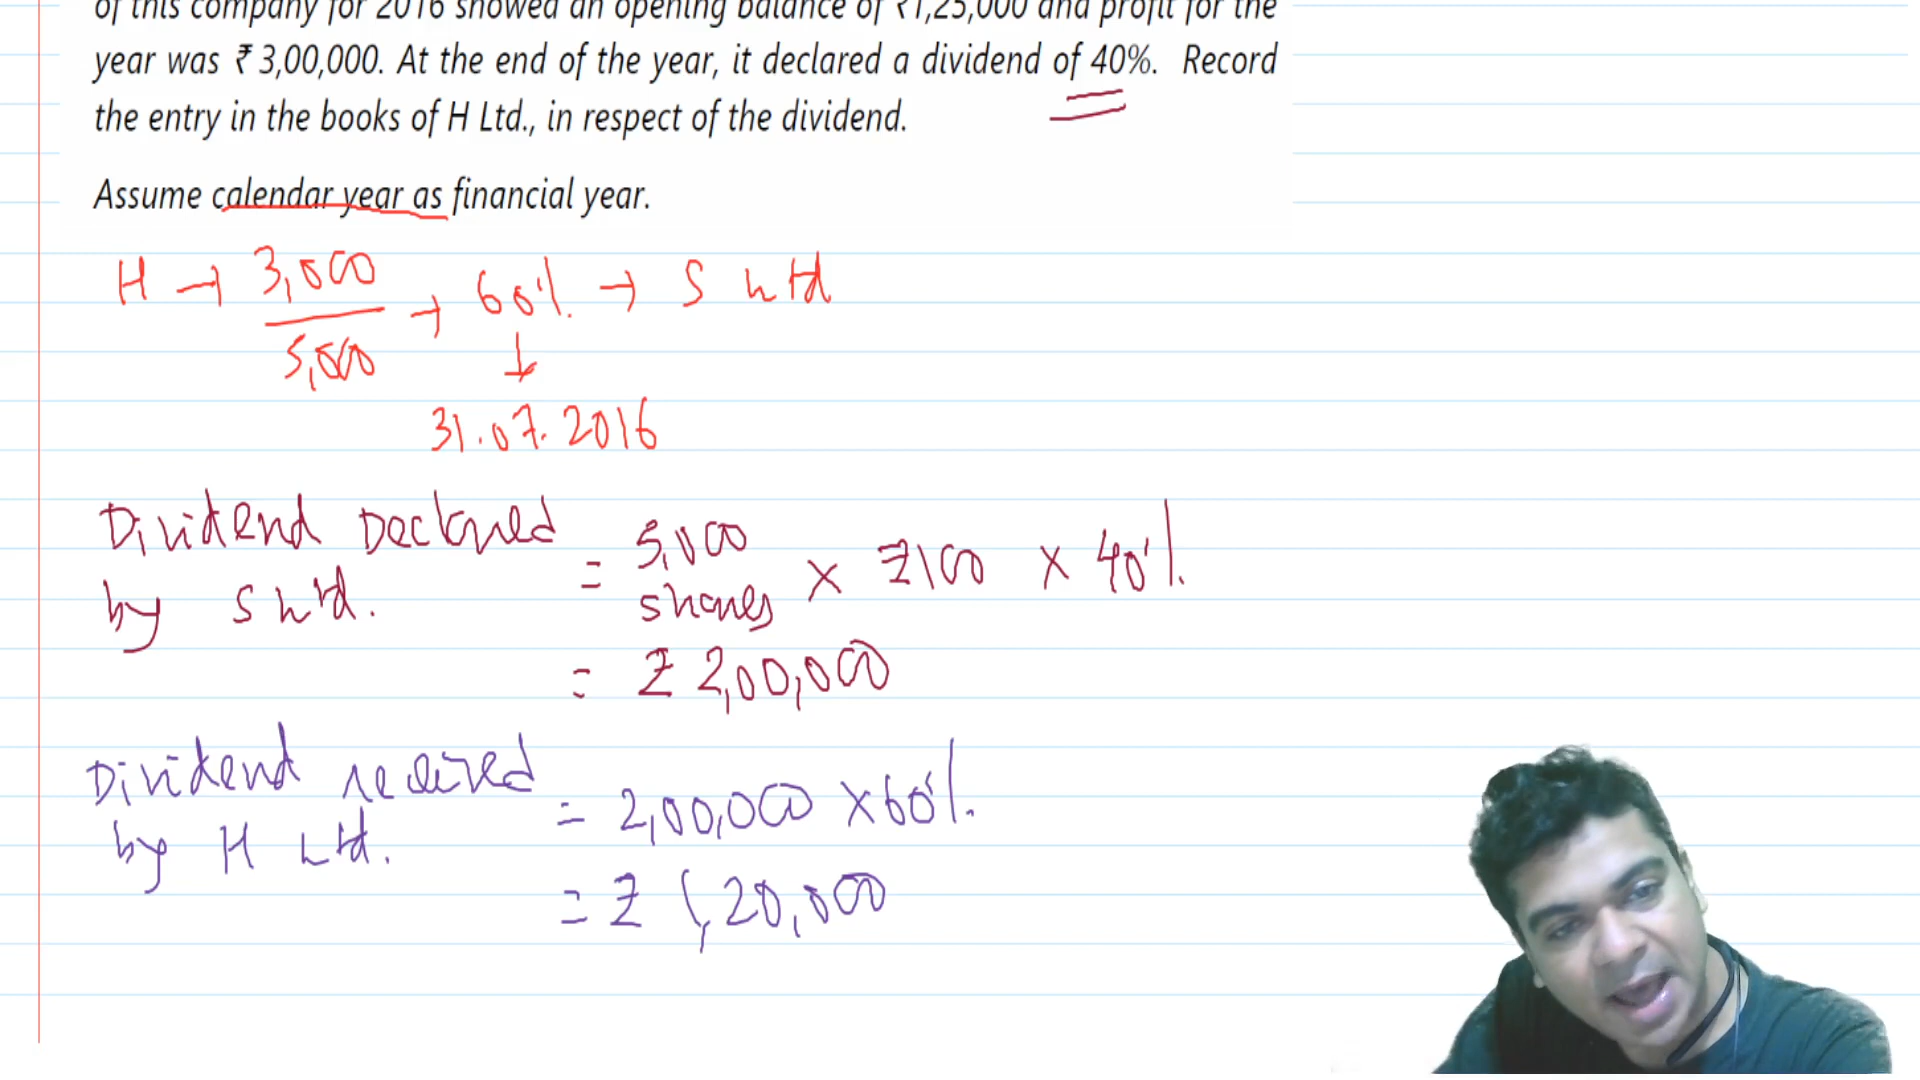 of this company for 2016 showed an opening balance of ₹1,25,000 and profit for the
year was ₹ 3,00,000. At the end of the year, it declared a dividend of 40%. Record
the entry in the books of H Ltd., in respect of the dividend.
Assume calendar year as financial year.
H → 3,000 / 5,000 → 60% → S Ltd
↓
31.07.2016
Dividend Declared by S Ltd. = 5,000 shares × ₹100 × 40%
= ₹ 2,00,000
Dividend received by H Ltd. = 2,00,000 × 60%
= ₹ 1,20,000